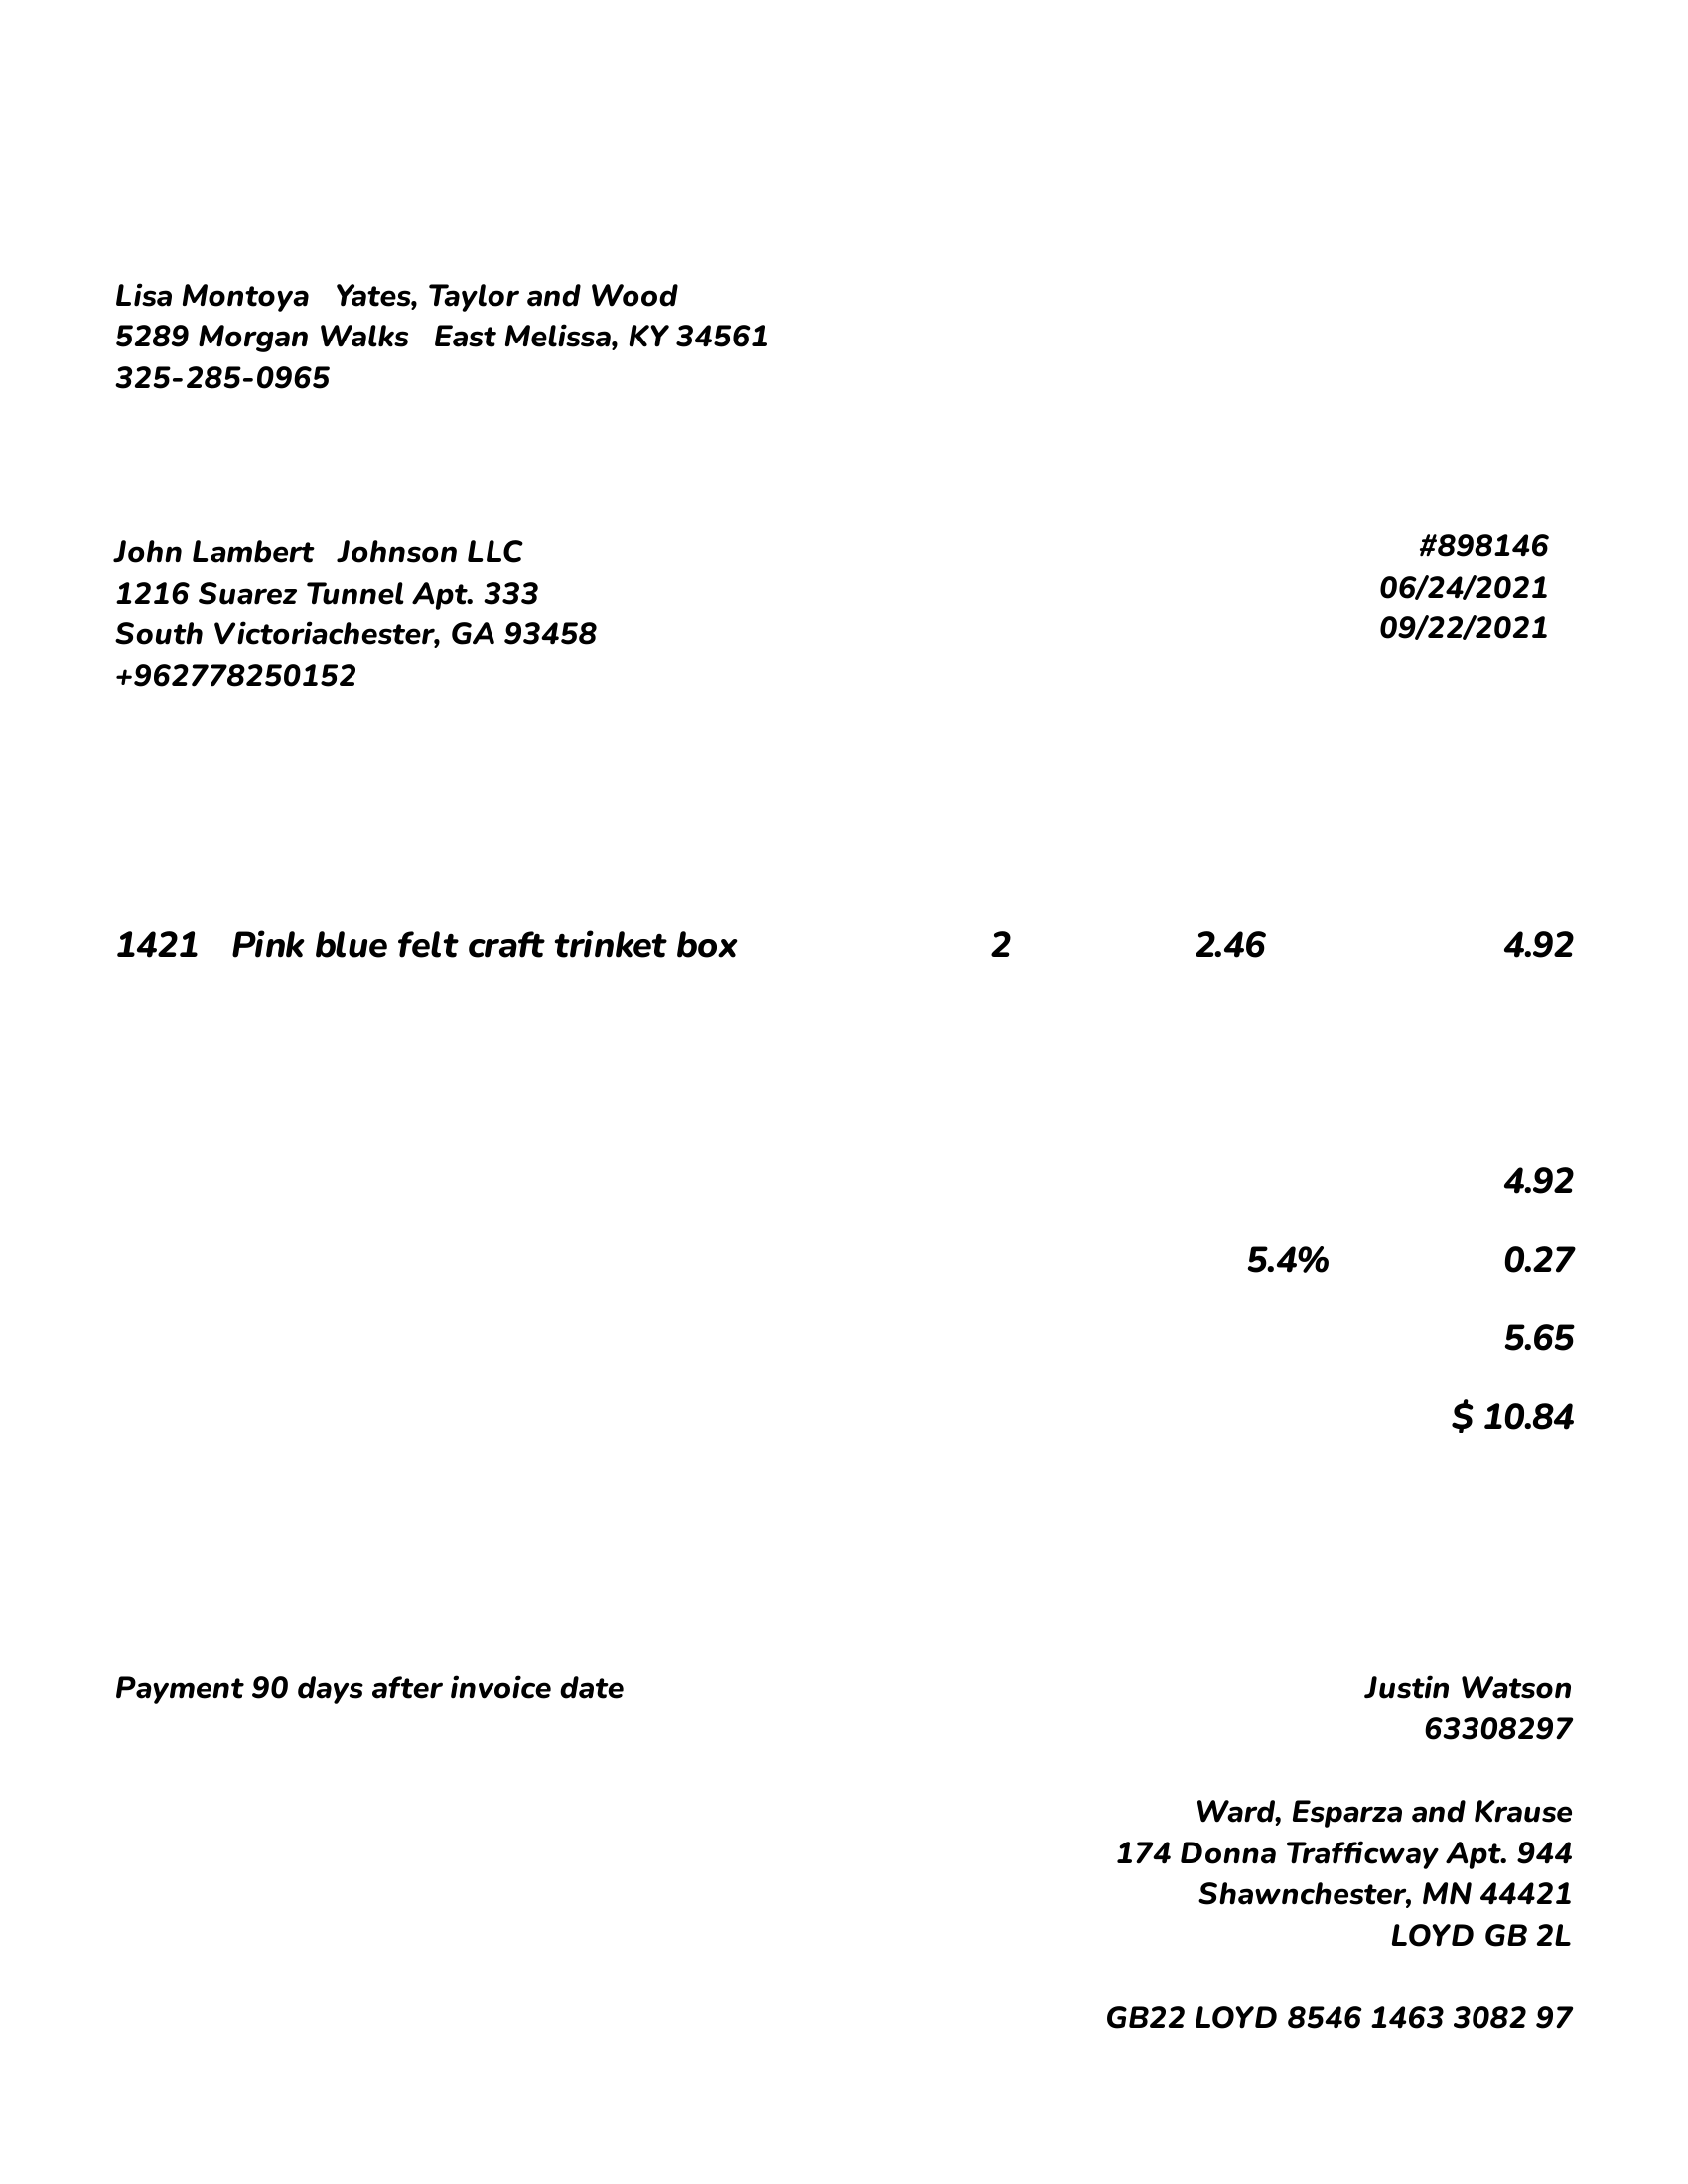 Lisa Montoya Yates, Taylor and Wood
5289 Morgan Walks East Melissa, KY 34561
325-285-0965
John Lambert Johnson LLC
1216 Suarez Tunnel Apt. 333
South Victoriachester, GA 93458
+962778250152
#898146
06/24/2021
09/22/2021
1421 Pink blue felt craft trinket box 2 2.46 4.92
4.92
5.4% 0.27
5.65
$ 10.84
Payment 90 days after invoice date
Justin Watson
63308297
Ward, Esparza and Krause
174 Donna Trafficway Apt. 944
Shawnchester, MN 44421
LOYD GB 2L
GB22 LOYD 8546 1463 3082 97